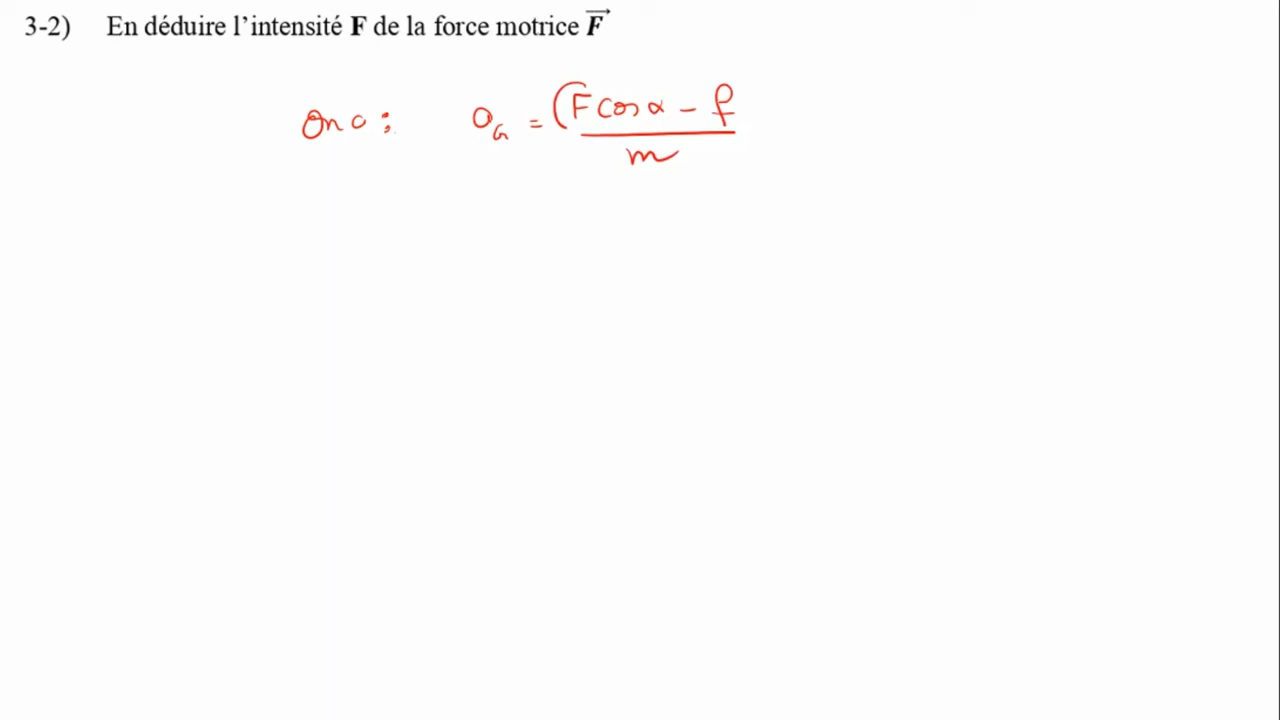 3-2) En déduire l'intensité F de la force motrice F⃗
On a : a_G = (F cos α - f
m